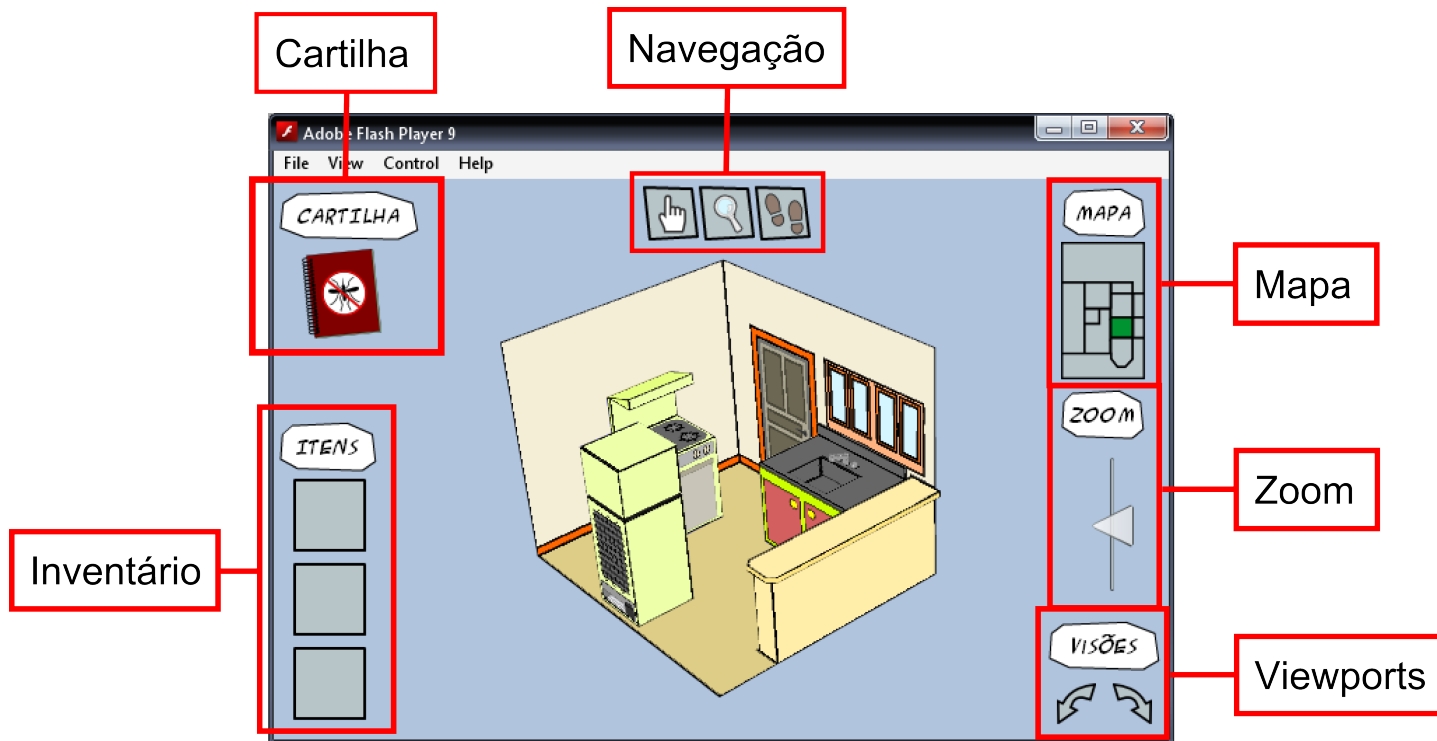 Cartilha
Navegação
Adobe Flash Player 9
File View Control Help
CARTILHA
MAPA
Mapa
ZOOM
ITENS
Zoom
Inventário
VISÕES
Viewports